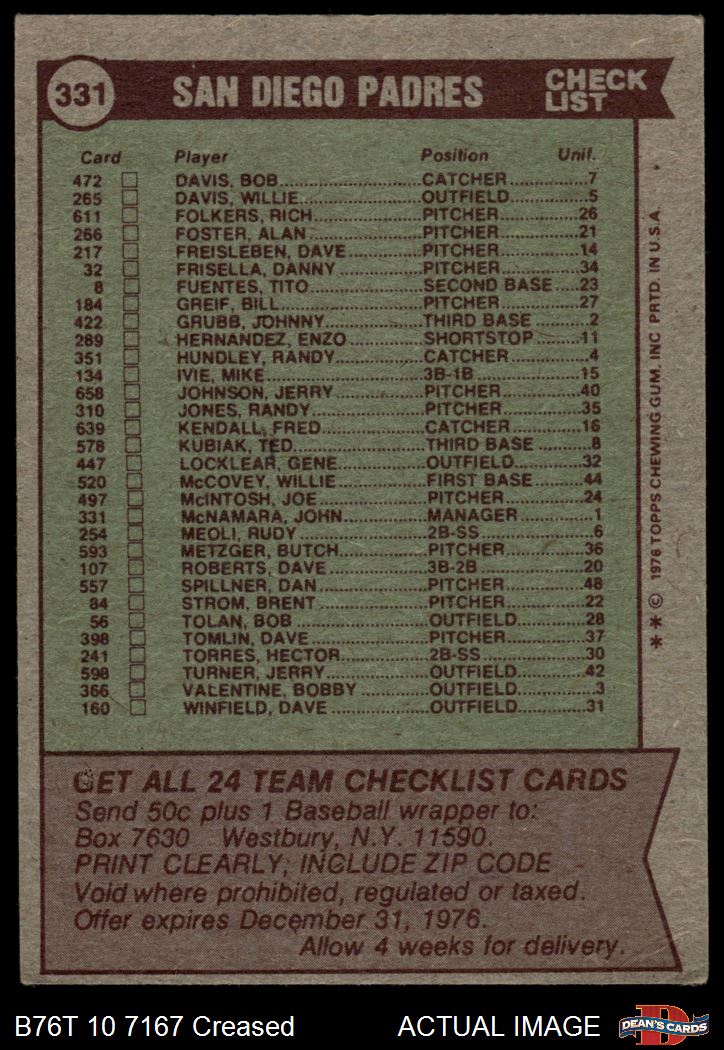 331 SAN DIEGO PADRES CHECK LIST
Card Player Position Unif.
472 DAVIS, BOB CATCHER 7
265 DAVIS, WILLIE OUTFIELD 5
611 FOLKERS, RICH PITCHER 26
266 FOSTER, ALAN PITCHER 21
217 FREISLEBEN, DAVE PITCHER 14
32 FRISELLA, DANNY PITCHER 34
8 FUENTES, TITO SECOND BASE 23
184 GREIF, BILL PITCHER 27
422 GRUBB, JOHNNY THIRD BASE 2
289 HERNANDEZ, ENZO SHORTSTOP 11
351 HUNDLEY, RANDY CATCHER 4
134 IVIE, MIKE 3B-1B 15
658 JOHNSON, JERRY PITCHER 40
310 JONES, RANDY PITCHER 35
639 KENDALL, FRED CATCHER 16
578 KUBIAK, TED THIRD BASE 8
447 LOCKLEAR, GENE OUTFIELD 32
520 McCOVEY, WILLIE FIRST BASE 44
497 McINTOSH, JOE PITCHER 24
331 McNAMARA, JOHN MANAGER 1
254 MEOLI, RUDY 2B-SS 6
593 METZGER, BUTCH PITCHER 36
107 ROBERTS, DAVE 3B-2B 20
557 SPILLNER, DAN PITCHER 48
84 STROM, BRENT PITCHER 22
56 TOLAN, BOB OUTFIELD 28
398 TOMLIN, DAVE PITCHER 37
241 TORRES, HECTOR 2B-SS 30
598 TURNER, JERRY OUTFIELD 42
366 VALENTINE, BOBBY OUTFIELD 3
160 WINFIELD, DAVE OUTFIELD 31
* * © 1976 TOPPS CHEWING GUM, INC PRTD. IN U.S.A.
GET ALL 24 TEAM CHECKLIST CARDS
Send 50c plus 1 Baseball wrapper to:
Box 7630 Westbury, N.Y. 11590.
PRINT CLEARLY; INCLUDE ZIP CODE
Void where prohibited, regulated or taxed.
Offer expires December 31, 1976.
Allow 4 weeks for delivery.
B76T 10 7167 Creased ACTUAL IMAGE
D
DEAN'S CARDS